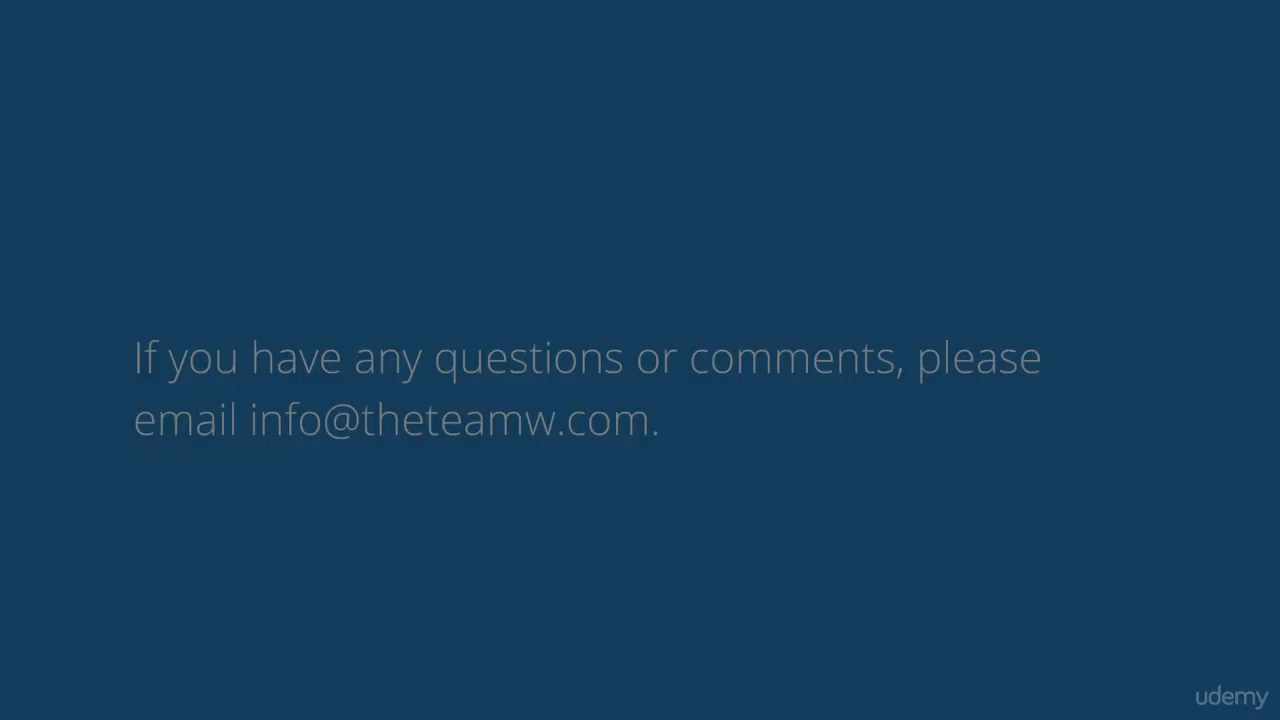 If you have any questions or comments, please
email info@theteamw.com.
udemy